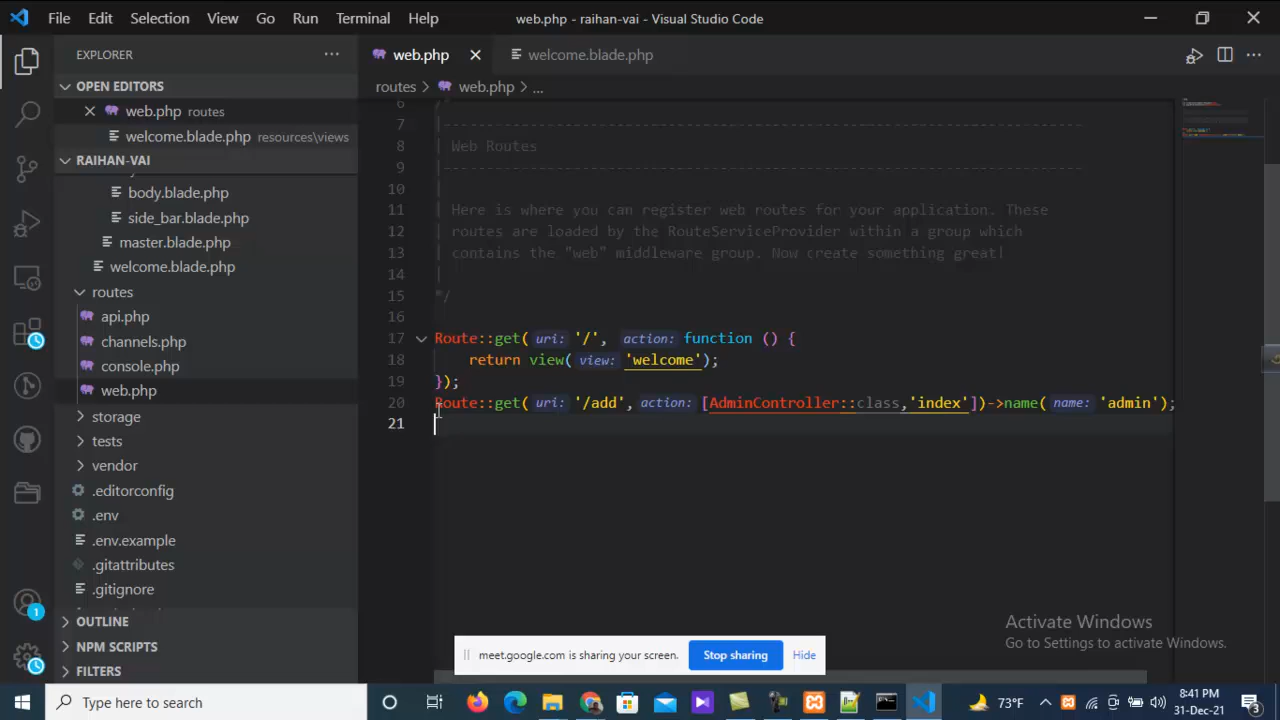 File Edit Selection View Go Run Terminal Help
web.php - raihan-vai - Visual Studio Code
EXPLORER
OPEN EDITORS
web.php routes
welcome.blade.php resources\views
RAIHAN-VAI
body.blade.php
side_bar.blade.php
master.blade.php
welcome.blade.php
routes
api.php
channels.php
console.php
web.php
storage
tests
vendor
.editorconfig
.env
.env.example
.gitattributes
.gitignore
OUTLINE
NPM SCRIPTS
FILTERS
1
web.php
welcome.blade.php
routes > web.php > ...
6
7 |--------------------------------------------------------------------------
8 | Web Routes
9 |--------------------------------------------------------------------------
10 |
11 | Here is where you can register web routes for your application. These
12 | routes are loaded by the RouteServiceProvider within a group which
13 | contains the "web" middleware group. Now create something great!
14 |
15 */
16
17 Route::get( uri: '/', action: function () {
18 return view( view: 'welcome');
19 });
20 Route::get( uri: '/add', action: [AdminController::class,'index'])->name( name: 'admin');
21
Activate Windows
Go to Settings to activate Windows.
meet.google.com is sharing your screen. Stop sharing Hide
Type here to search
73°F
8:41 PM
31-Dec-21
3